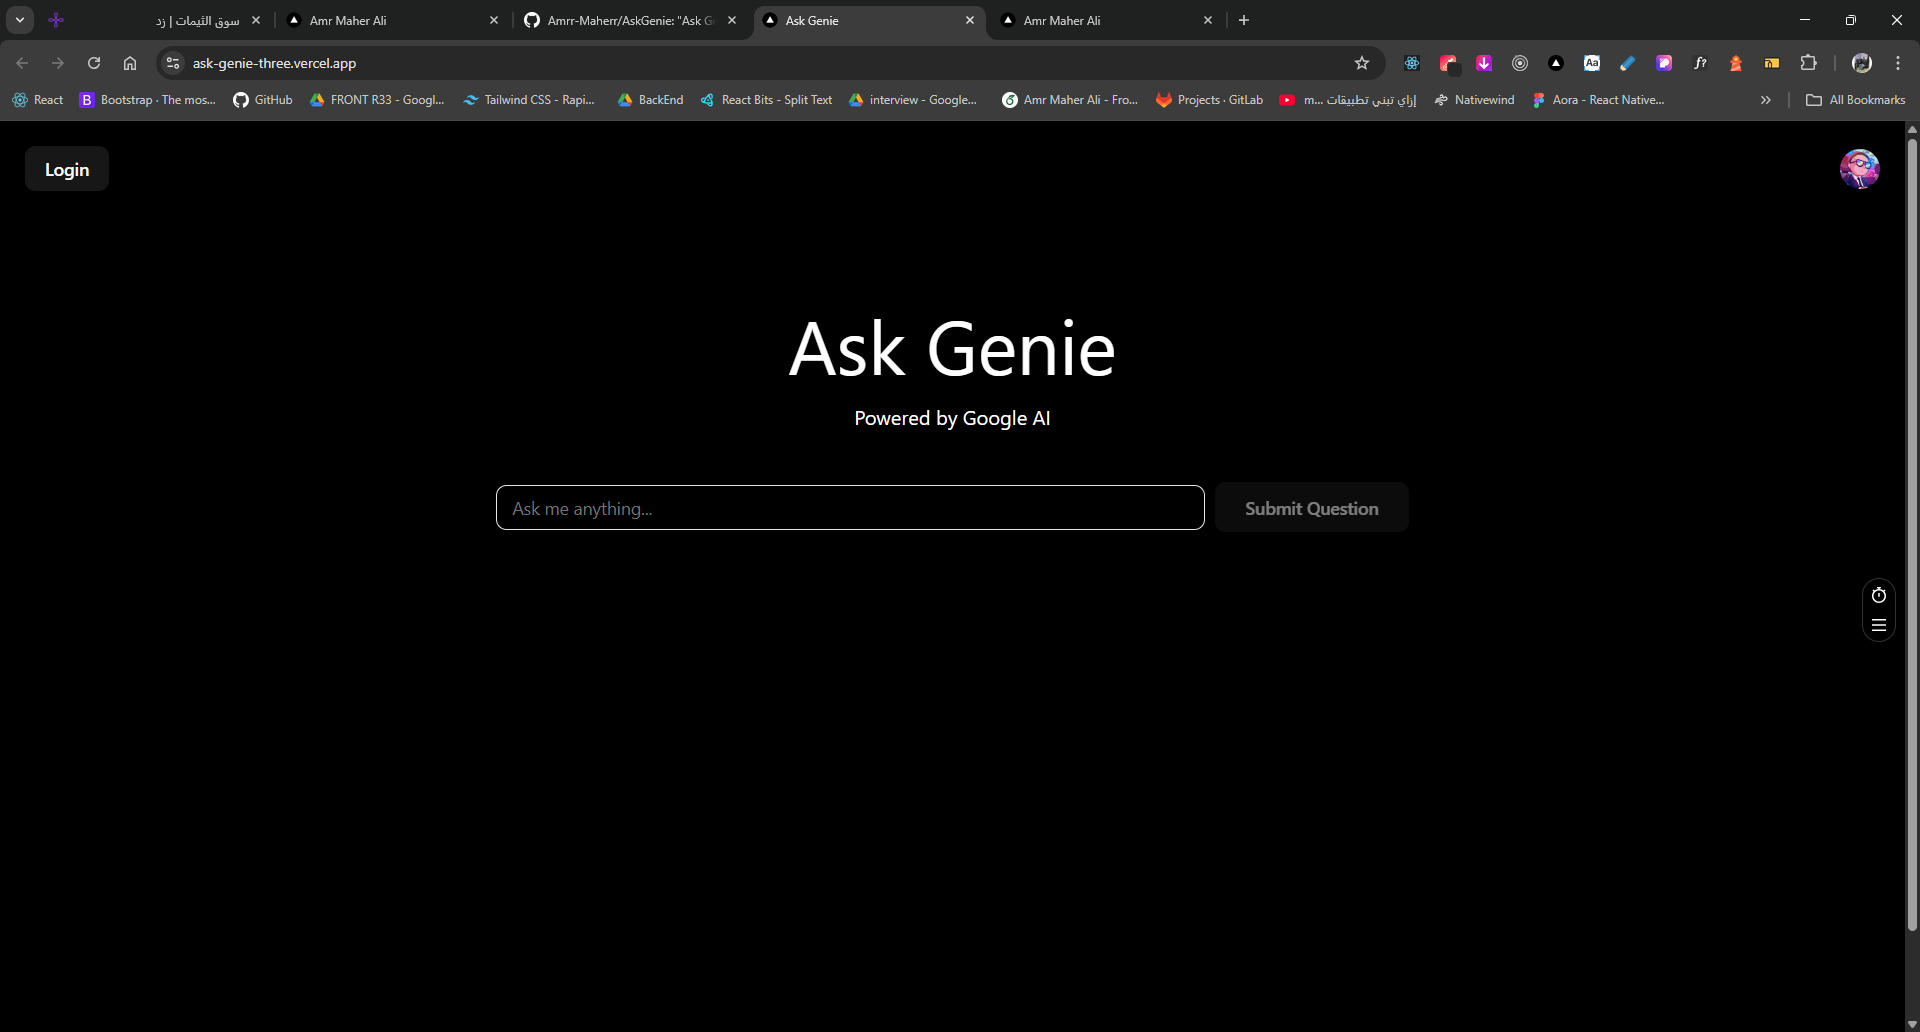 سوق الثيمات | زد
Amr Maher Ali
Amrr-Maherr/AskGenie: "Ask G
Ask Genie
Amr Maher Ali
ask-genie-three.vercel.app
React
Bootstrap · The mos...
GitHub
FRONT R33 - Googl...
Tailwind CSS - Rapi...
BackEnd
React Bits - Split Text
interview - Google...
Amr Maher Ali - Fro...
Projects · GitLab
إزاي تبني تطبيقات m...
Nativewind
Aora - React Native...
All Bookmarks
Login
Ask Genie
Powered by Google AI
Ask me anything...
Submit Question